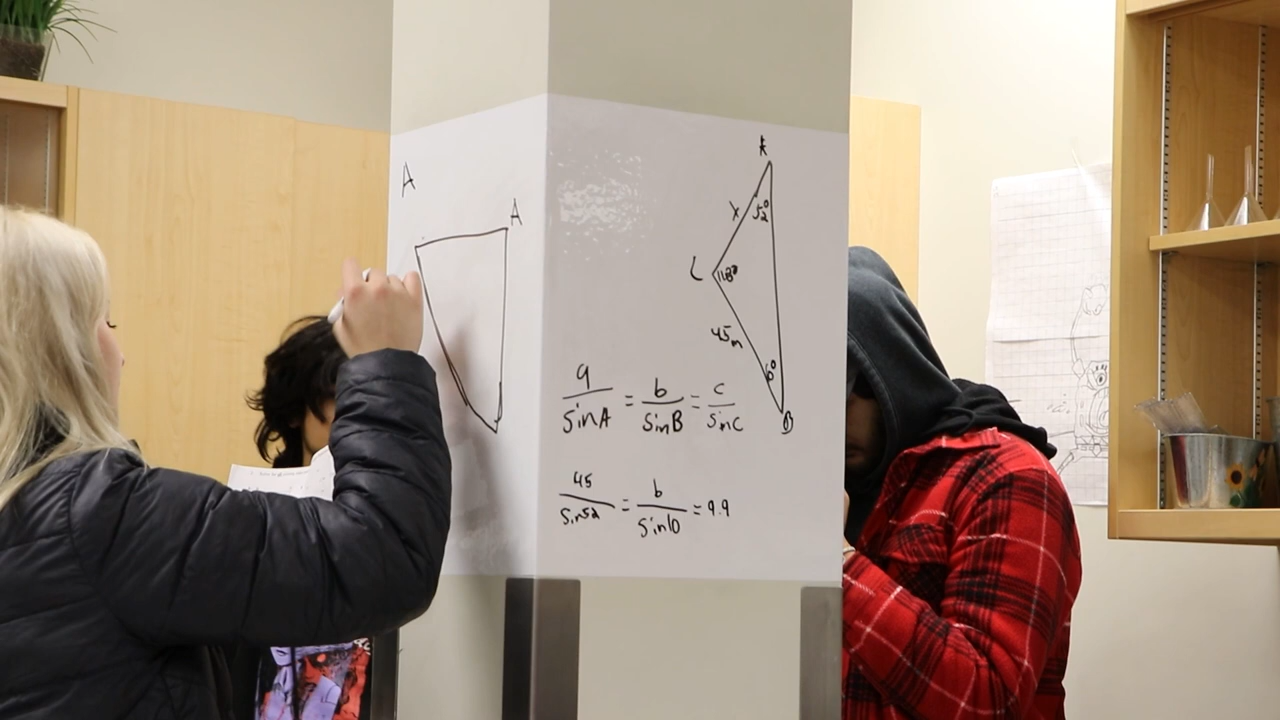 A
A
A
x
52°
C
118°
45m
10°
B
a/sinA = b/sinB = c/sinC
45/sin52 = b/sin10 = 9.9